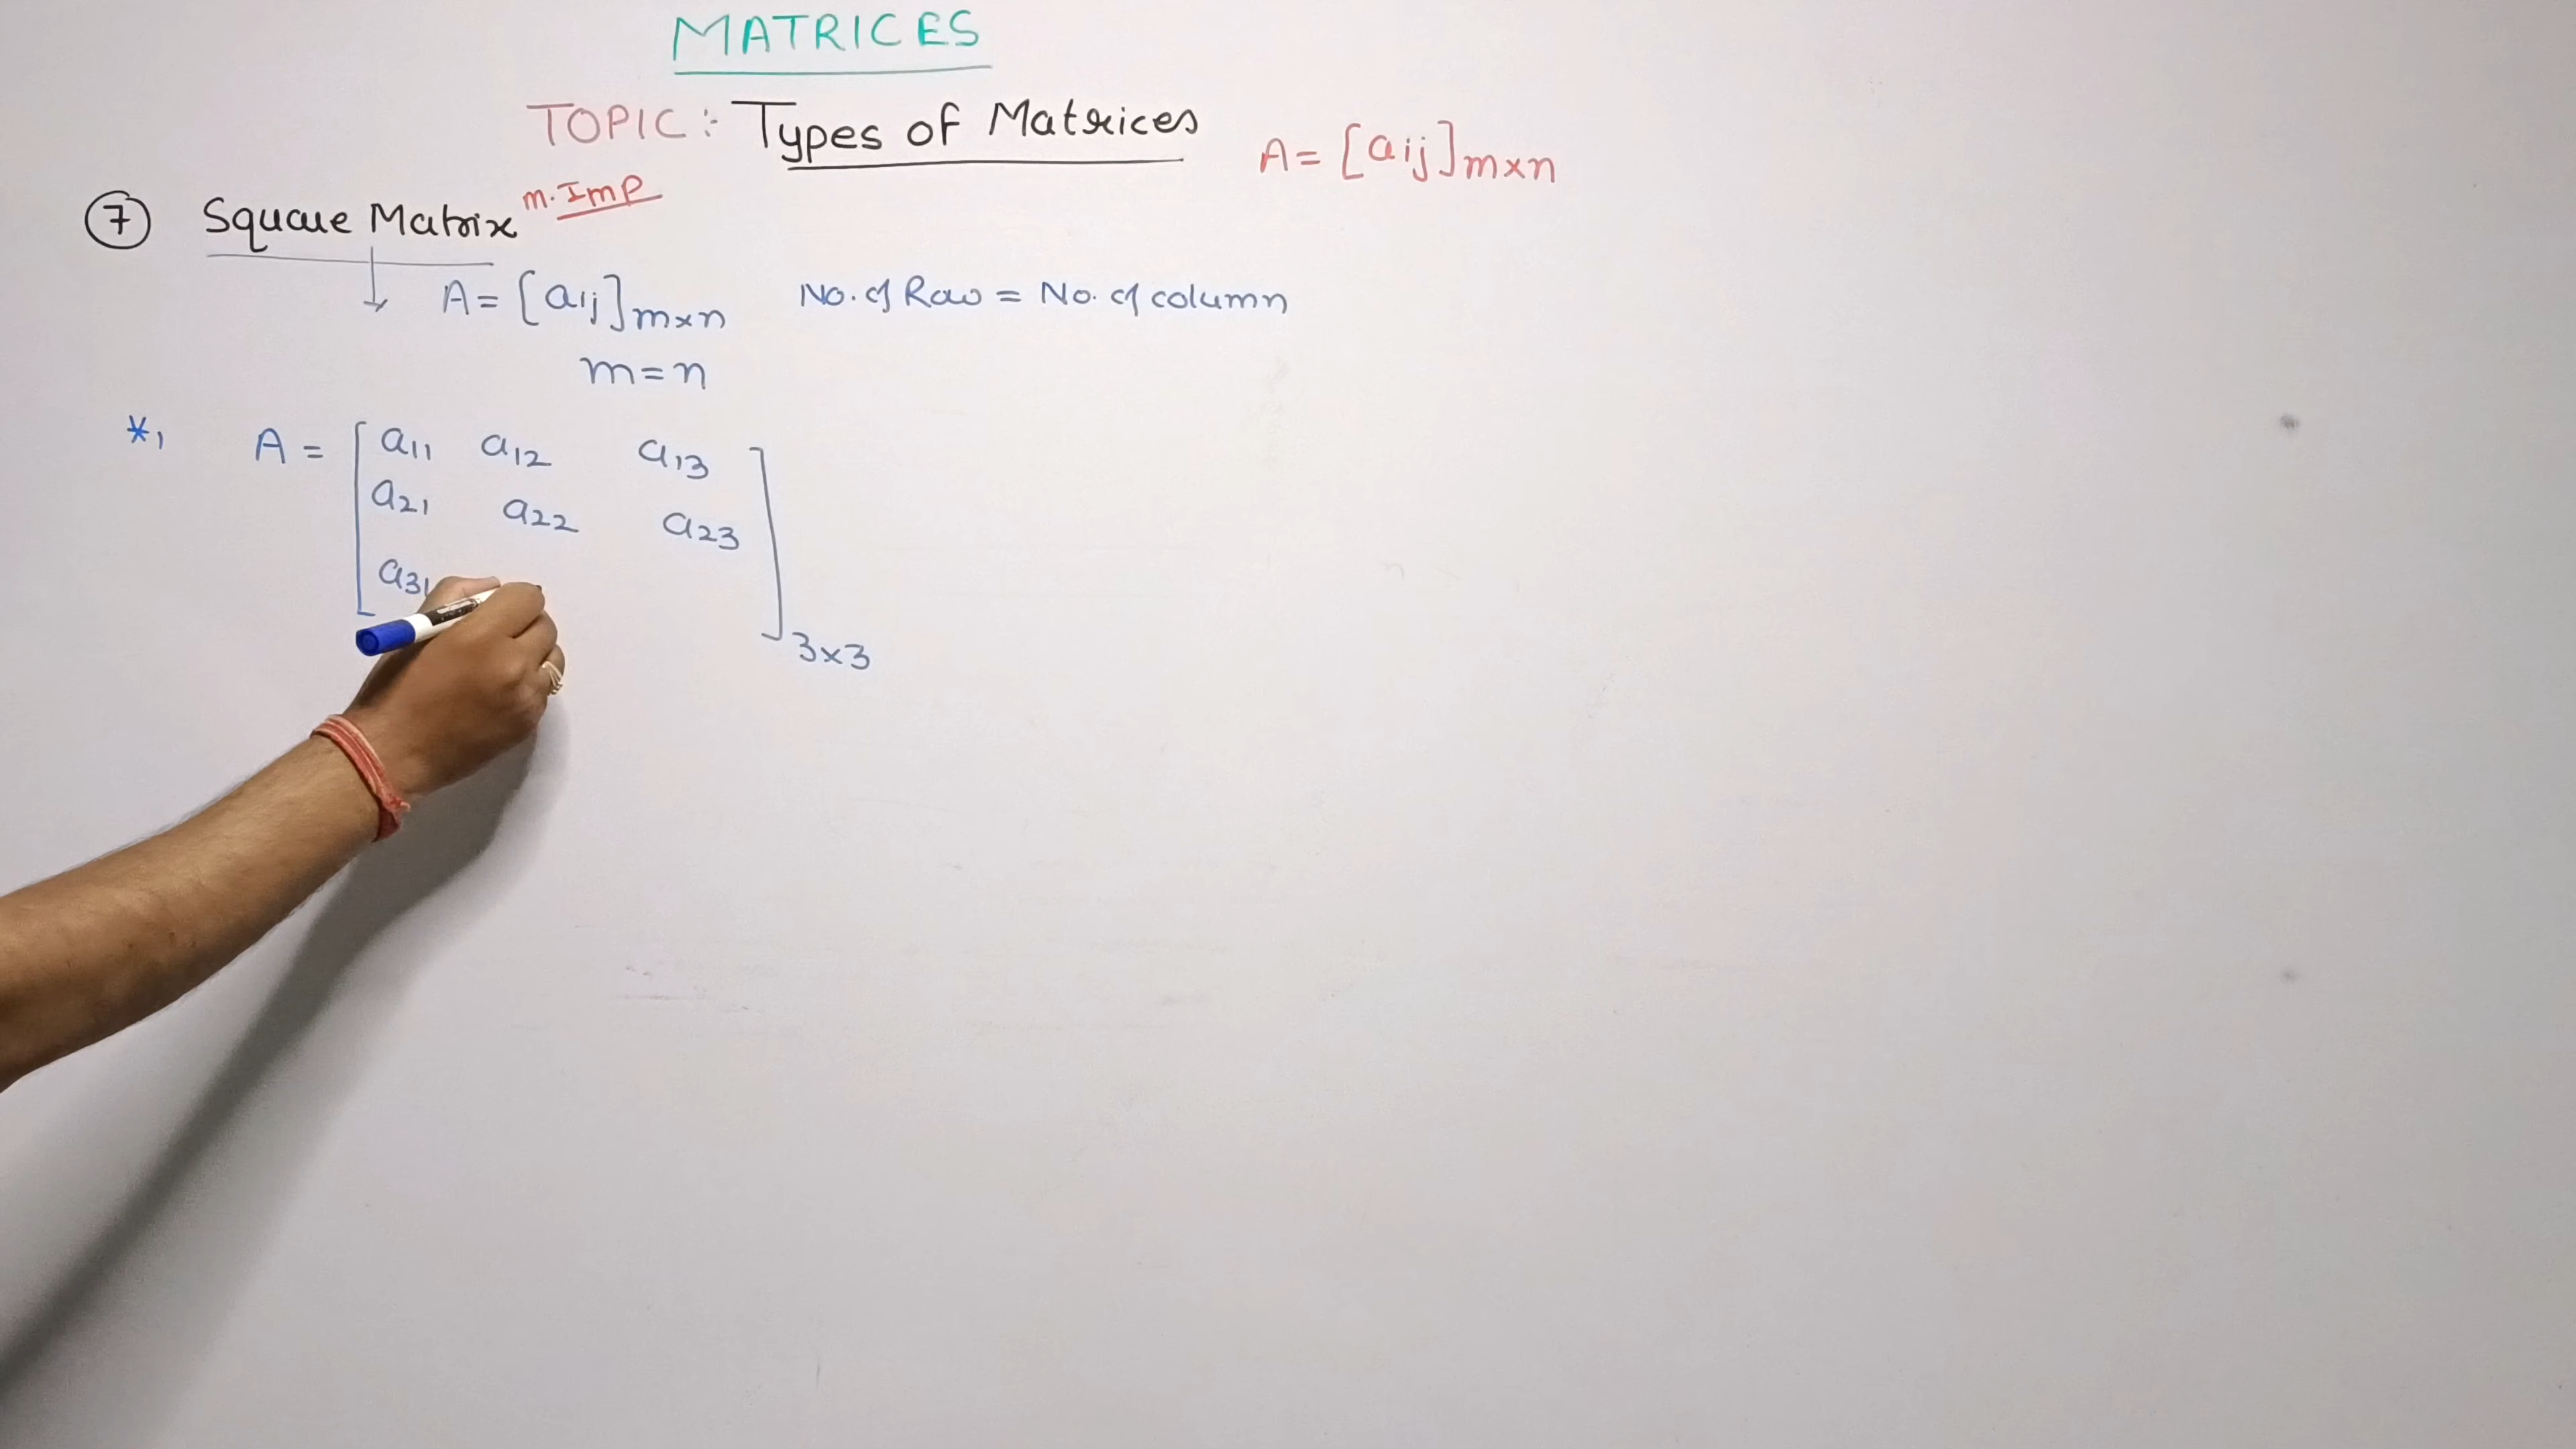 MATRICES
TOPIC :- Types of Matrices
A = [aij]m×n
⑦ Square Matrix m. Imp
A = [aij]m×n No. of Row = No. of column
m = n
*, A = [ a11 a12 a13
a21 a22 a23
a31 ]3×3